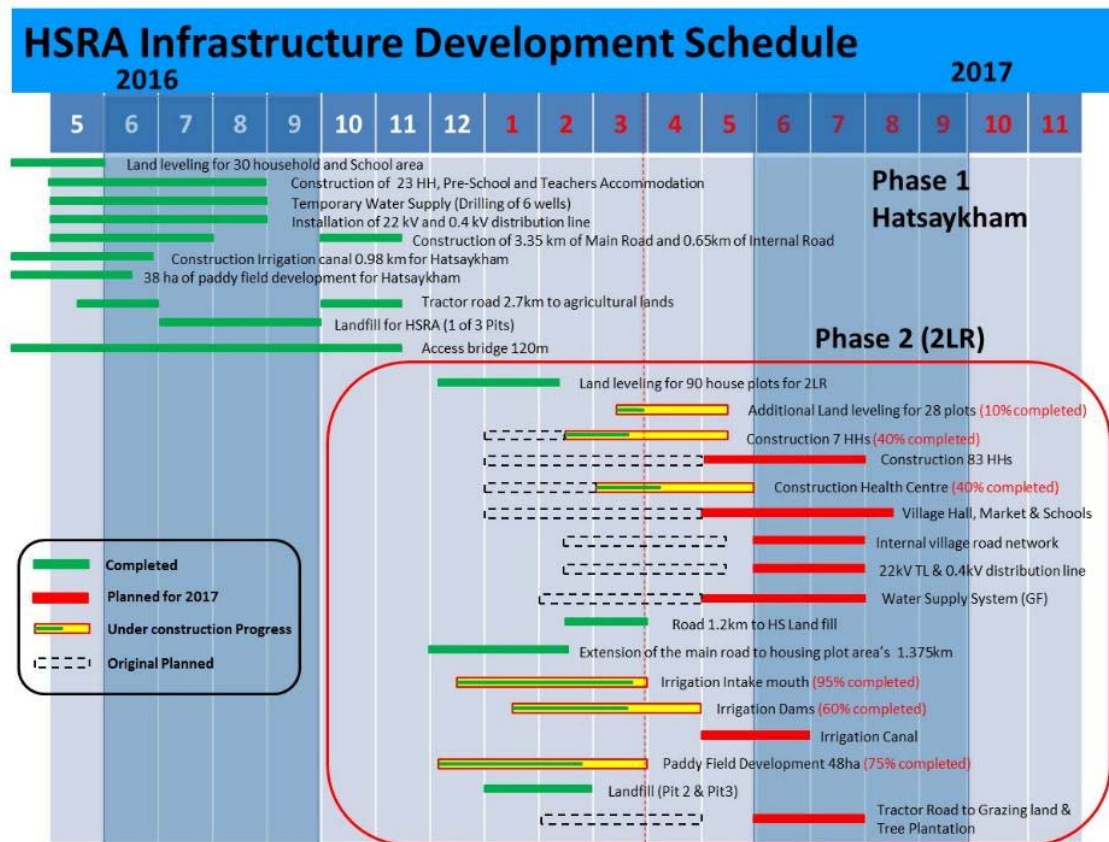 HSRA Infrastructure Development Schedule
2016
2017
5 6 7 8 9 10 11 12 1 2 3 4 5 6 7 8 9 10 11
Land leveling for 30 household and School area
Phase 1
Hatsaykham
Construction of 23 HH, Pre-School and Teachers Accommodation
Temporary Water Supply (Drilling of 6 wells)
Installation of 22 kV and 0.4 kV distribution line
Construction of 3.35 km of Main Road and 0.65km of Internal Road
Construction Irrigation canal 0.98 km for Hatsaykham
38 ha of paddy field development for Hatsaykham
Tractor road 2.7km to agricultural lands
Landfill for HSRA (1 of 3 Pits)
Phase 2 (2LR)
Access bridge 120m
Land leveling for 90 house plots for 2LR
Additional Land leveling for 28 plots (10% completed)
Construction 7 HHs (40% completed)
Construction 83 HHs
Construction Health Centre (40% completed)
Village Hall, Market & Schools
Internal village road network
22kV TL & 0.4kV distribution line
Water Supply System (GF)
Road 1.2km to HS Land fill
Extension of the main road to housing plot area's 1.375km
Irrigation Intake mouth (95% completed)
Irrigation Dams (60% completed)
Irrigation Canal
Paddy Field Development 48ha (75% completed)
Landfill (Pit 2 & Pit3)
Tractor Road to Grazing land &
Tree Plantation
Completed
Planned for 2017
Under construction Progress
Original Planned